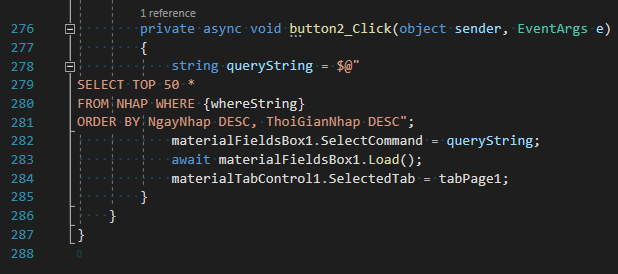 1 reference
276 private async void button2_Click(object sender, EventArgs e)
277 {
278 string queryString = $@"
279 SELECT TOP 50 *
280 FROM NHAP WHERE {whereString}
281 ORDER BY NgayNhap DESC, ThoiGianNhap DESC";
282 materialFieldsBox1.SelectCommand = queryString;
283 await materialFieldsBox1.Load();
284 materialTabControl1.SelectedTab = tabPage1;
285 }
286 }
287 }
288